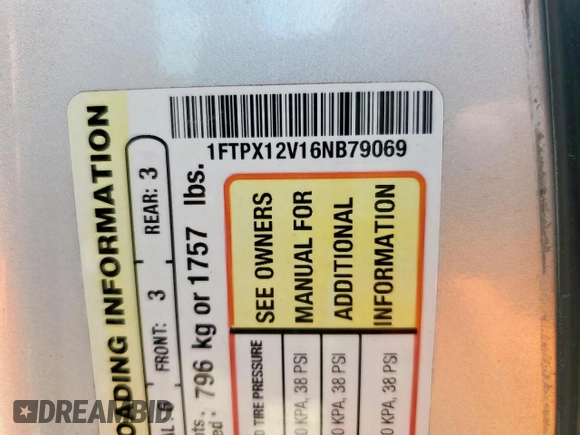 1FTPX12V16NB79069
LOADING INFORMATION
FRONT: 3 REAR: 3
796 kg or 1757 lbs.
TIRE PRESSURE
SEE OWNERS
MANUAL FOR
ADDITIONAL
INFORMATION
KPA, 38 PSI
KPA, 38 PSI
KPA, 38 PSI
DREAMBID